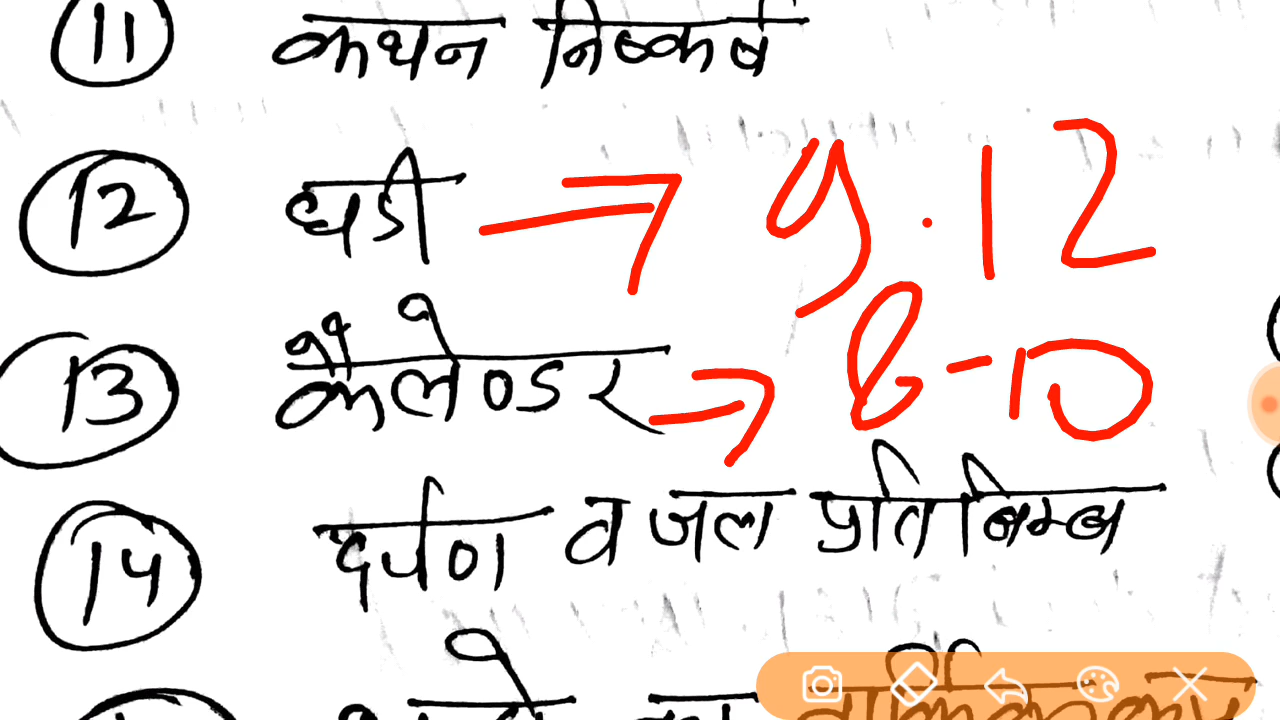 11 कथन निष्कर्ष
12 घडी → 9.12
13 कैलेण्डर → 8-10
14 दर्पण व जल प्रतिबिम्ब